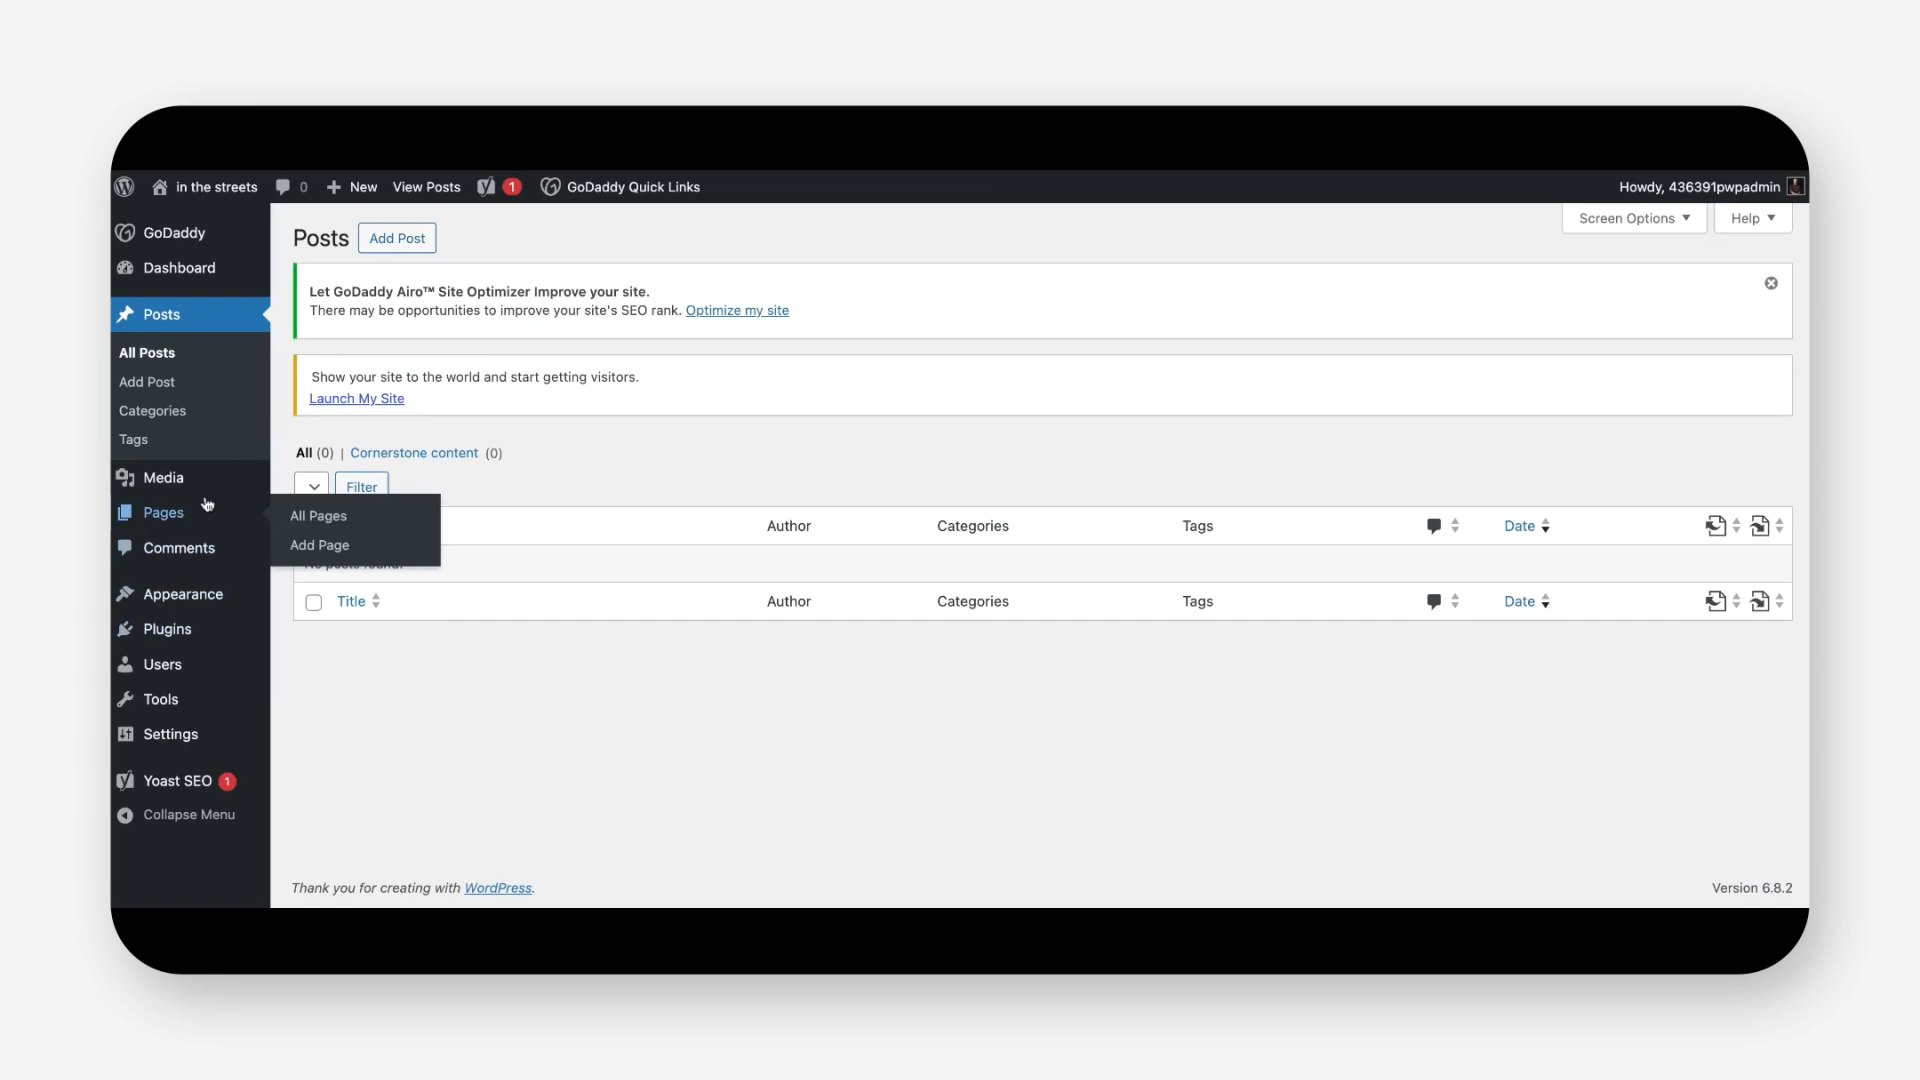 in the streets 0 New View Posts 1 GoDaddy Quick Links Howdy, 436391pwpadmin
Screen Options Help
GoDaddy
Dashboard
Posts
All Posts
Add Post
Categories
Tags
Media
Pages
Comments
Appearance
Plugins
Users
Tools
Settings
Yoast SEO 1
Collapse Menu
All Pages
Add Page
Posts Add Post
Let GoDaddy Airo™ Site Optimizer Improve your site.
There may be opportunities to improve your site's SEO rank. Optimize my site
Show your site to the world and start getting visitors.
Launch My Site
All (0) | Cornerstone content (0)
Filter
Author Categories Tags Date
No posts found.
Title Author Categories Tags Date
Thank you for creating with WordPress. Version 6.8.2